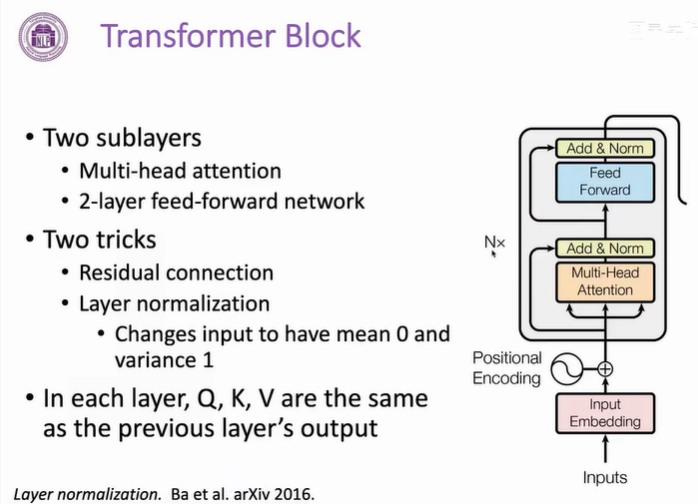 Transformer Block
• Two sublayers
• Multi-head attention
• 2-layer feed-forward network
• Two tricks
• Residual connection
• Layer normalization
• Changes input to have mean 0 and
variance 1
• In each layer, Q, K, V are the same
as the previous layer's output
Layer normalization. Ba et al. arXiv 2016.
Add & Norm
Feed
Forward
N×
Add & Norm
Multi-Head
Attention
Positional
Encoding
Input
Embedding
Inputs